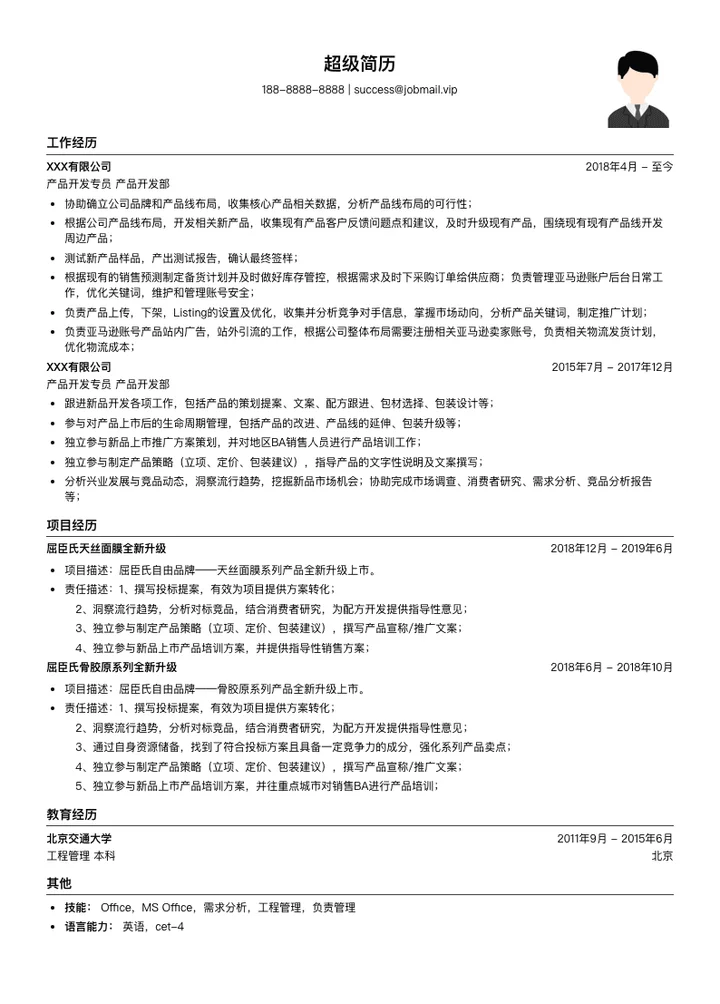 超级简历
188-8888-8888 | success@jobmail.vip
工作经历
XXX有限公司 2018年4月 – 至今
产品开发专员 产品开发部
• 协助确立公司品牌和产品线布局，收集核心产品相关数据，分析产品线布局的可行性；
• 根据公司产品线布局，开发相关新产品，收集现有产品客户反馈问题点和建议，及时升级现有产品，围绕现有现有产品线开发
周边产品；
• 测试新产品样品，产出测试报告，确认最终签样；
• 根据现有的销售预测制定备货计划并及时做好库存管控，根据需求及时下采购订单给供应商；负责管理亚马逊账户后台日常工
作，优化关键词，维护和管理账号安全；
• 负责产品上传，下架，Listing的设置及优化，收集并分析竞争对手信息，掌握市场动向，分析产品关键词，制定推广计划；
• 负责亚马逊账号产品站内广告，站外引流的工作，根据公司整体布局需要注册相关亚马逊卖家账号，负责相关物流发货计划，
优化物流成本；
XXX有限公司 2015年7月 – 2017年12月
产品开发专员 产品开发部
• 跟进新品开发各项工作，包括产品的策划提案、文案、配方跟进、包材选择、包装设计等；
• 参与对产品上市后的生命周期管理，包括产品的改进、产品线的延伸、包装升级等；
• 独立参与新品上市推广方案策划，并对地区BA销售人员进行产品培训工作；
• 独立参与制定产品策略（立项、定价、包装建议），指导产品的文字性说明及文案撰写；
• 分析兴业发展与竞品动态，洞察流行趋势，挖掘新品市场机会；协助完成市场调查、消费者研究、需求分析、竞品分析报告
等；
项目经历
屈臣氏天丝面膜全新升级 2018年12月 – 2019年6月
• 项目描述：屈臣氏自由品牌——天丝面膜系列产品全新升级上市。
• 责任描述：1、撰写投标提案，有效为项目提供方案转化；
2、洞察流行趋势，分析对标竞品，结合消费者研究，为配方开发提供指导性意见；
3、独立参与制定产品策略（立项、定价、包装建议），撰写产品宣称/推广文案；
4、独立参与新品上市产品培训方案，并提供指导性销售方案；
屈臣氏骨胶原系列全新升级 2018年6月 – 2018年10月
• 项目描述：屈臣氏自由品牌——骨胶原系列产品全新升级上市。
• 责任描述：1、撰写投标提案，有效为项目提供方案转化；
2、洞察流行趋势，分析对标竞品，结合消费者研究，为配方开发提供指导性意见；
3、通过自身资源储备，找到了符合投标方案且具备一定竞争力的成分，强化系列产品卖点；
4、独立参与制定产品策略（立项、定价、包装建议），撰写产品宣称/推广文案；
5、独立参与新品上市产品培训方案，并往重点城市对销售BA进行产品培训；
教育经历
北京交通大学 2011年9月 – 2015年6月
工程管理 本科 北京
其他
• 技能： Office，MS Office，需求分析，工程管理，负责管理
• 语言能力： 英语，cet-4